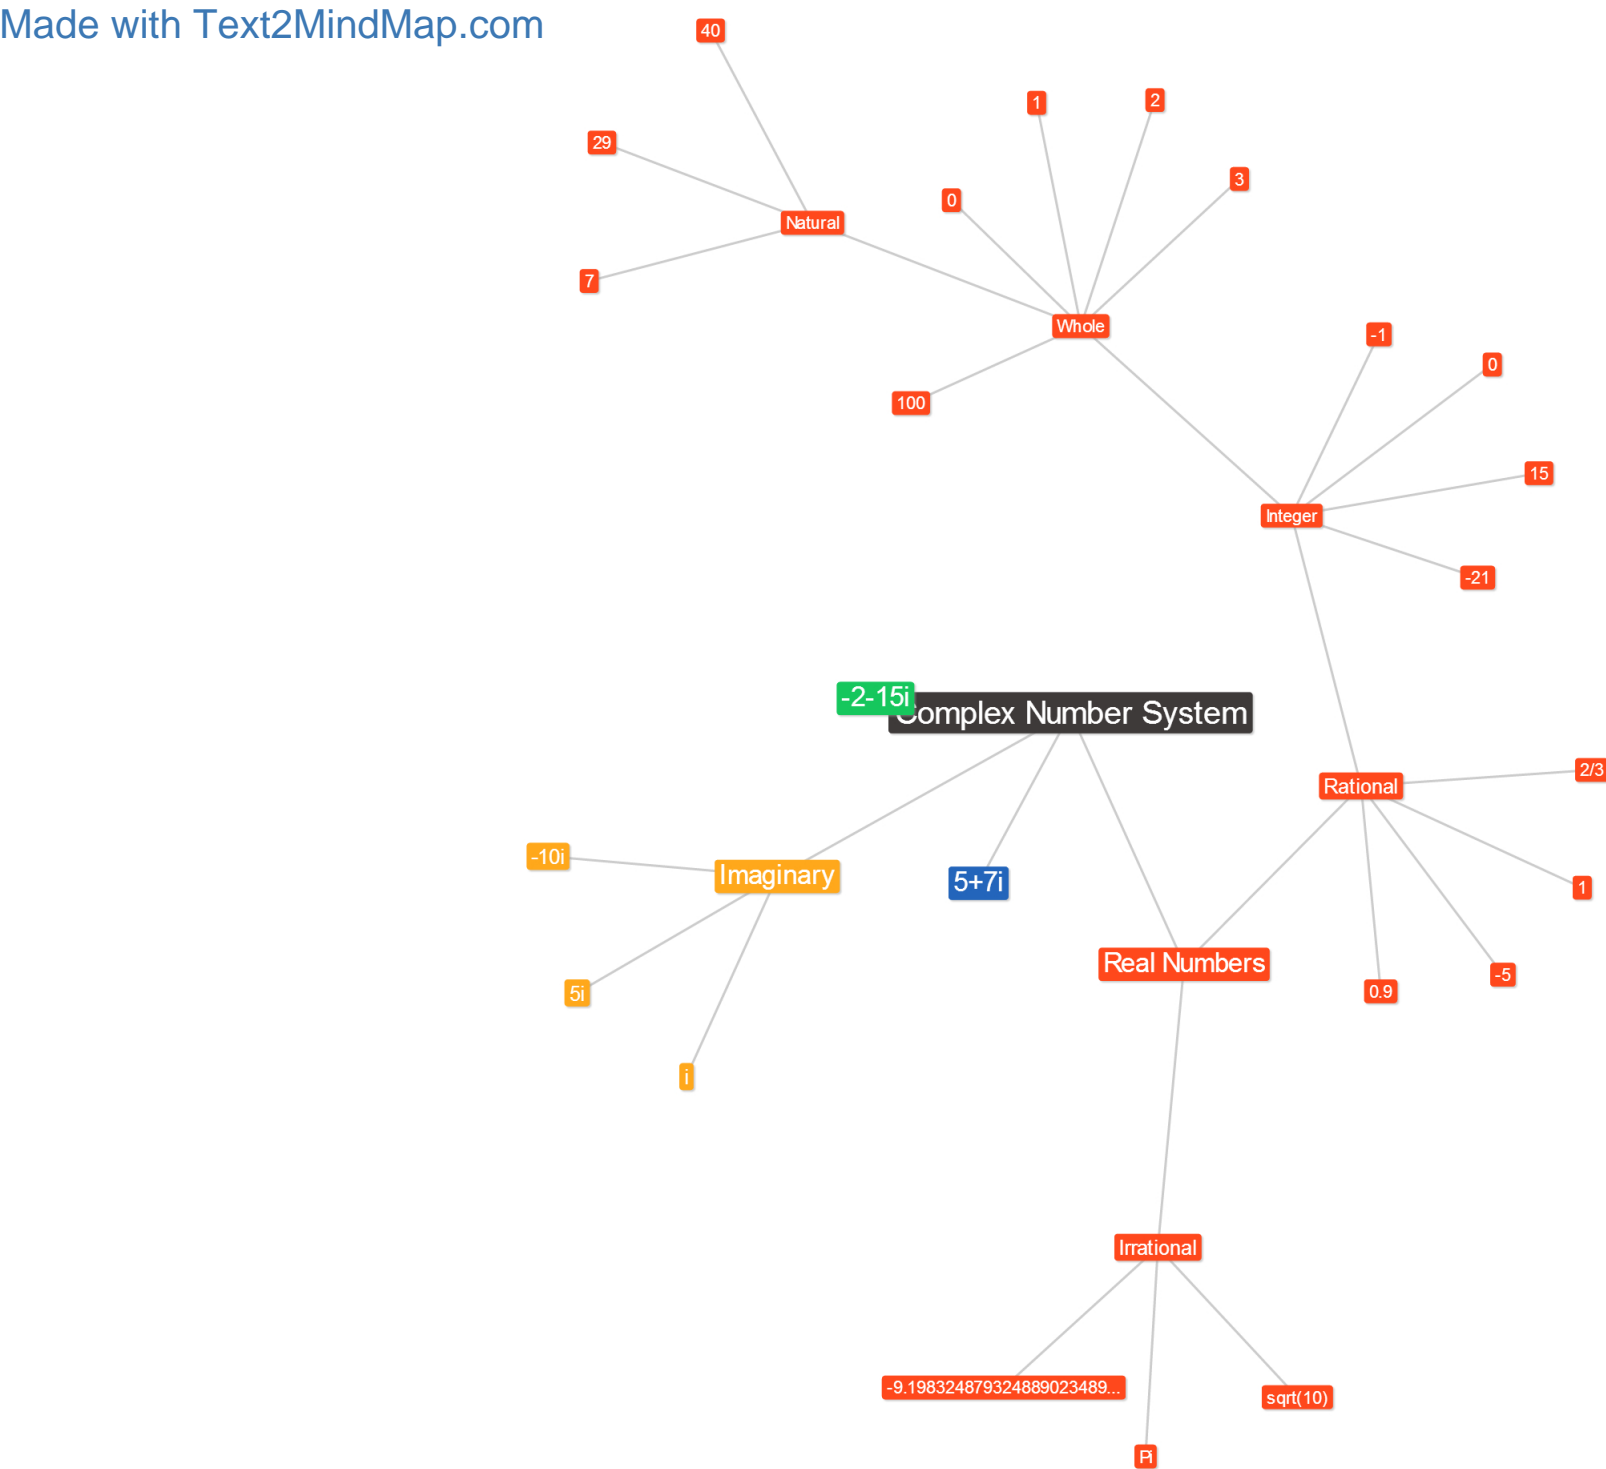 Made with Text2MindMap.com
40
1
2
29
3
0
Natural
7
Whole
-1
0
100
15
Integer
-21
-2-15i
Complex Number System
2/3
Rational
-10i
Imaginary
5+7i
1
Real Numbers
-5
0.9
5i
i
Irrational
-9.198324879324889023489...
sqrt(10)
Pi